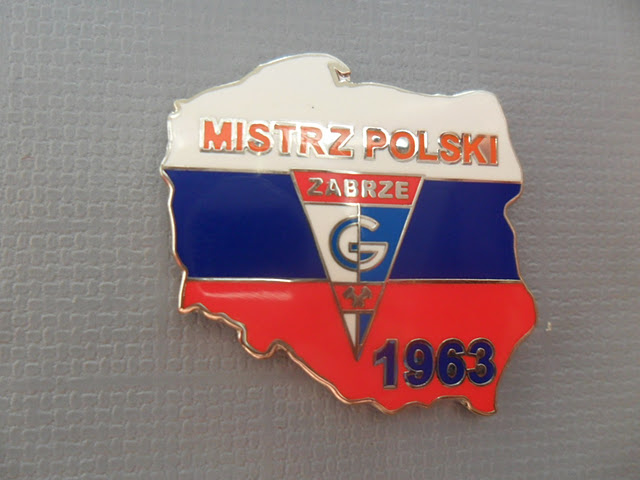 MISTRZ POLSKI
ZABRZE
G
1963